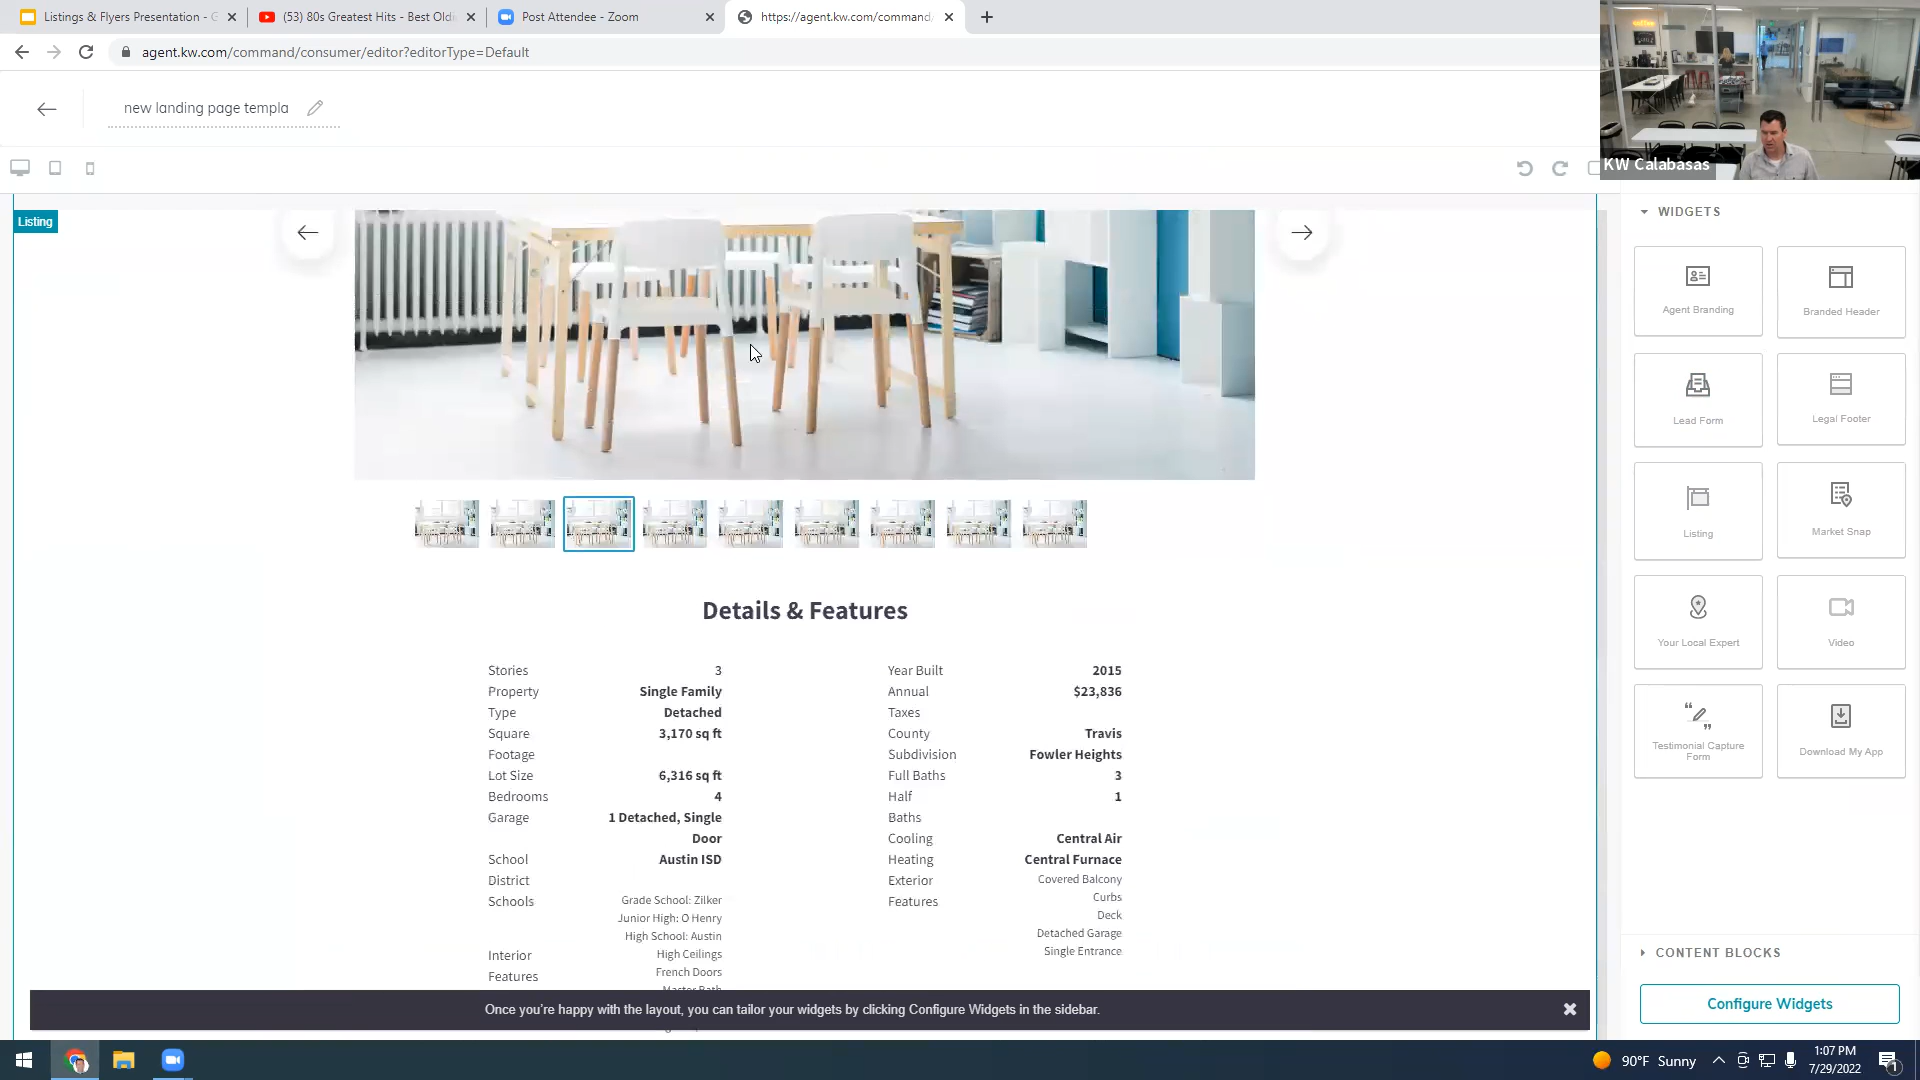 Listings & Flyers Presentation - G
(53) 80s Greatest Hits - Best Oldi
Post Attendee - Zoom
https://agent.kw.com/command/
agent.kw.com/command/consumer/editor?editorType=Default
new landing page templa
KW Calabasas
Listing
WIDGETS
Agent Branding
Branded Header
Lead Form
Legal Footer
Listing
Market Snap
Your Local Expert
Video
Testimonial Capture
Form
Download My App
Details & Features
Stories 3
Property Single Family
Type Detached
Square 3,170 sq ft
Footage
Lot Size 6,316 sq ft
Bedrooms 4
Garage 1 Detached, Single
Door
School Austin ISD
District
Schools Grade School: Zilker
Junior High: O Henry
High School: Austin
Interior High Ceilings
Features French Doors
Master Bath
Year Built 2015
Annual $23,836
Taxes
County Travis
Subdivision Fowler Heights
Full Baths 3
Half 1
Baths
Cooling Central Air
Heating Central Furnace
Exterior Covered Balcony
Features Curbs
Deck
Detached Garage
Single Entrance
CONTENT BLOCKS
Configure Widgets
Once you're happy with the layout, you can tailor your widgets by clicking Configure Widgets in the sidebar.
90°F Sunny
1:07 PM
7/29/2022
1